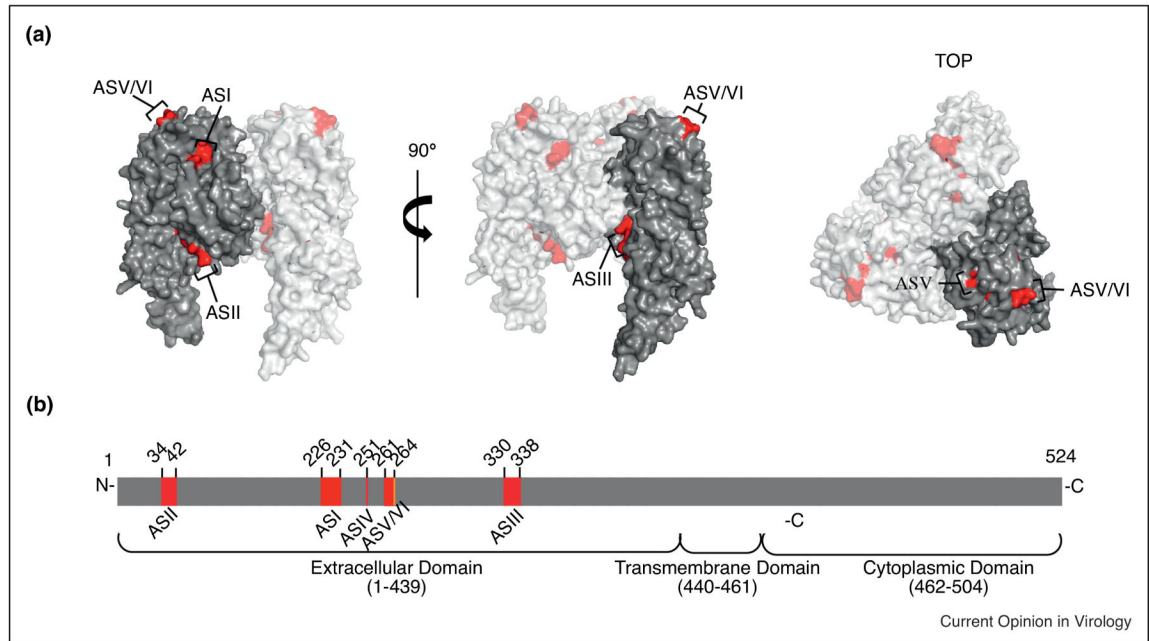 (a)
TOP
ASV/VI
ASI
ASII
90°
ASV/VI
ASIII
ASV
ASV/VI
(b)
1
34
42
226
231
251
261
264
330
338
524
N-
-C
ASII
ASI
ASIV
ASV/VI
ASIII
-C
Extracellular Domain
(1-439)
Transmembrane Domain
(440-461)
Cytoplasmic Domain
(462-504)
Current Opinion in Virology